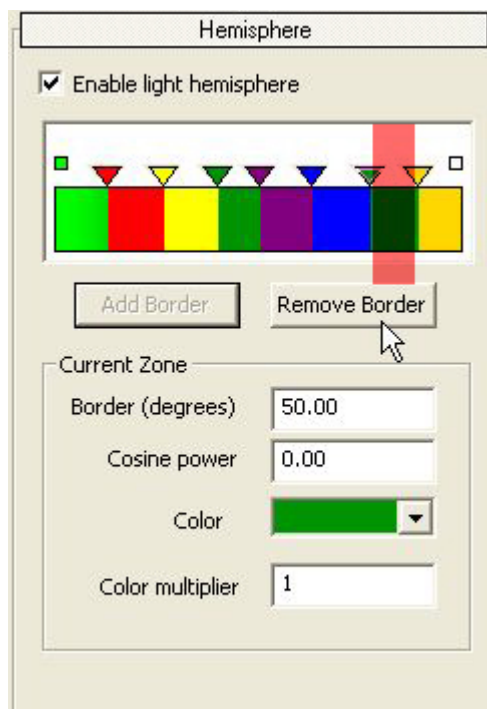 Hemisphere
Enable light hemisphere
Add Border
Remove Border
Current Zone
Border (degrees)
50.00
Cosine power
0.00
Color
Color multiplier
1